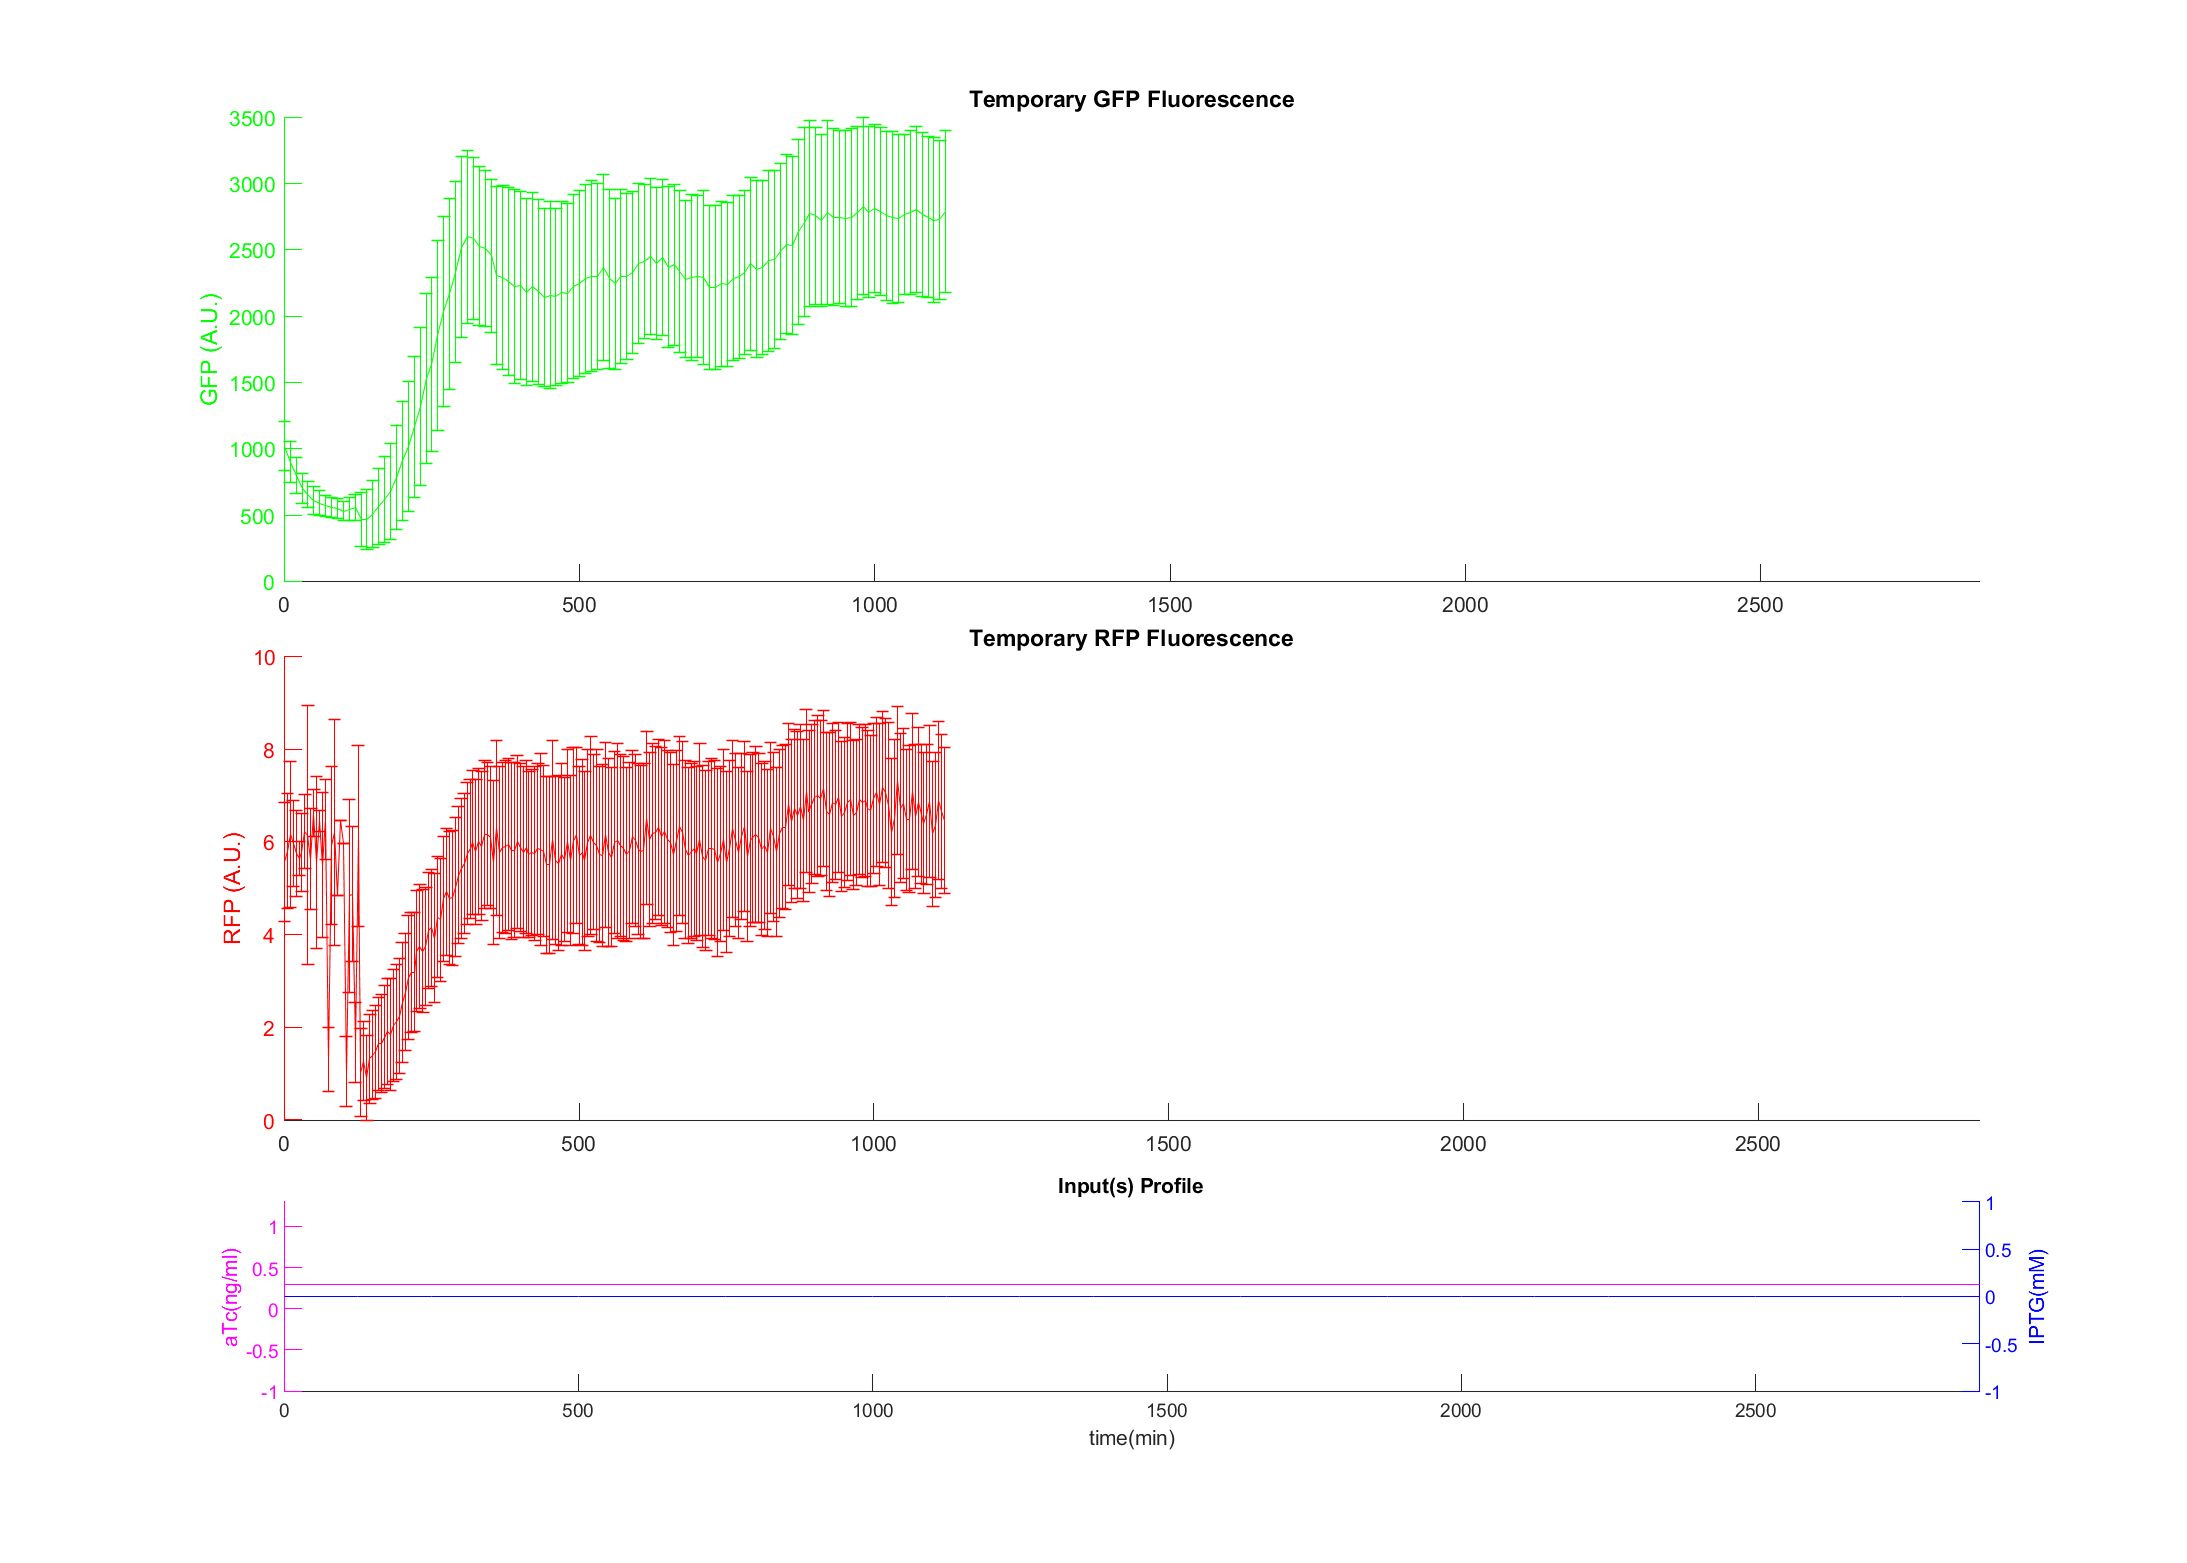 Temporary GFP Fluorescence
3500
3000
2500
2000
1500
1000
500
0
GFP (A.U.)
0 500 1000 1500 2000 2500
Temporary RFP Fluorescence
10
8
6
4
2
0
RFP (A.U.)
0 500 1000 1500 2000 2500
Input(s) Profile
1
0.5
0
-0.5
-1
aTc(ng/ml)
1
0.5
0
-0.5
-1
IPTG(mM)
0 500 1000 1500 2000 2500
time(min)